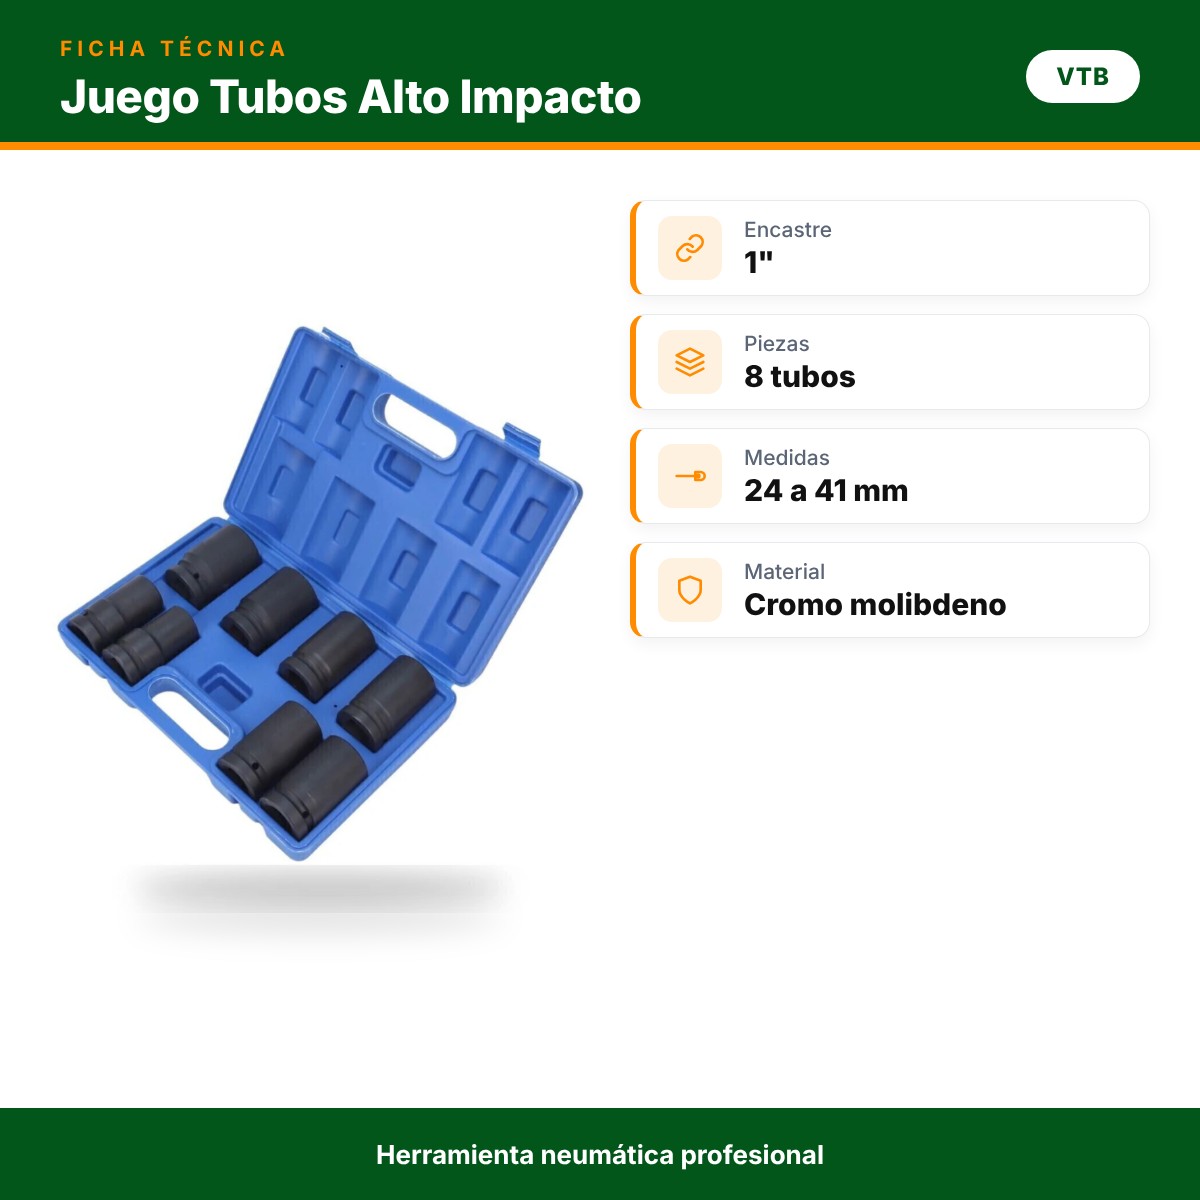 FICHA TÉCNICA
Juego Tubos Alto Impacto
VTB
Encastre
1"
Piezas
8 tubos
Medidas
24 a 41 mm
Material
Cromo molibdeno
Herramienta neumática profesional